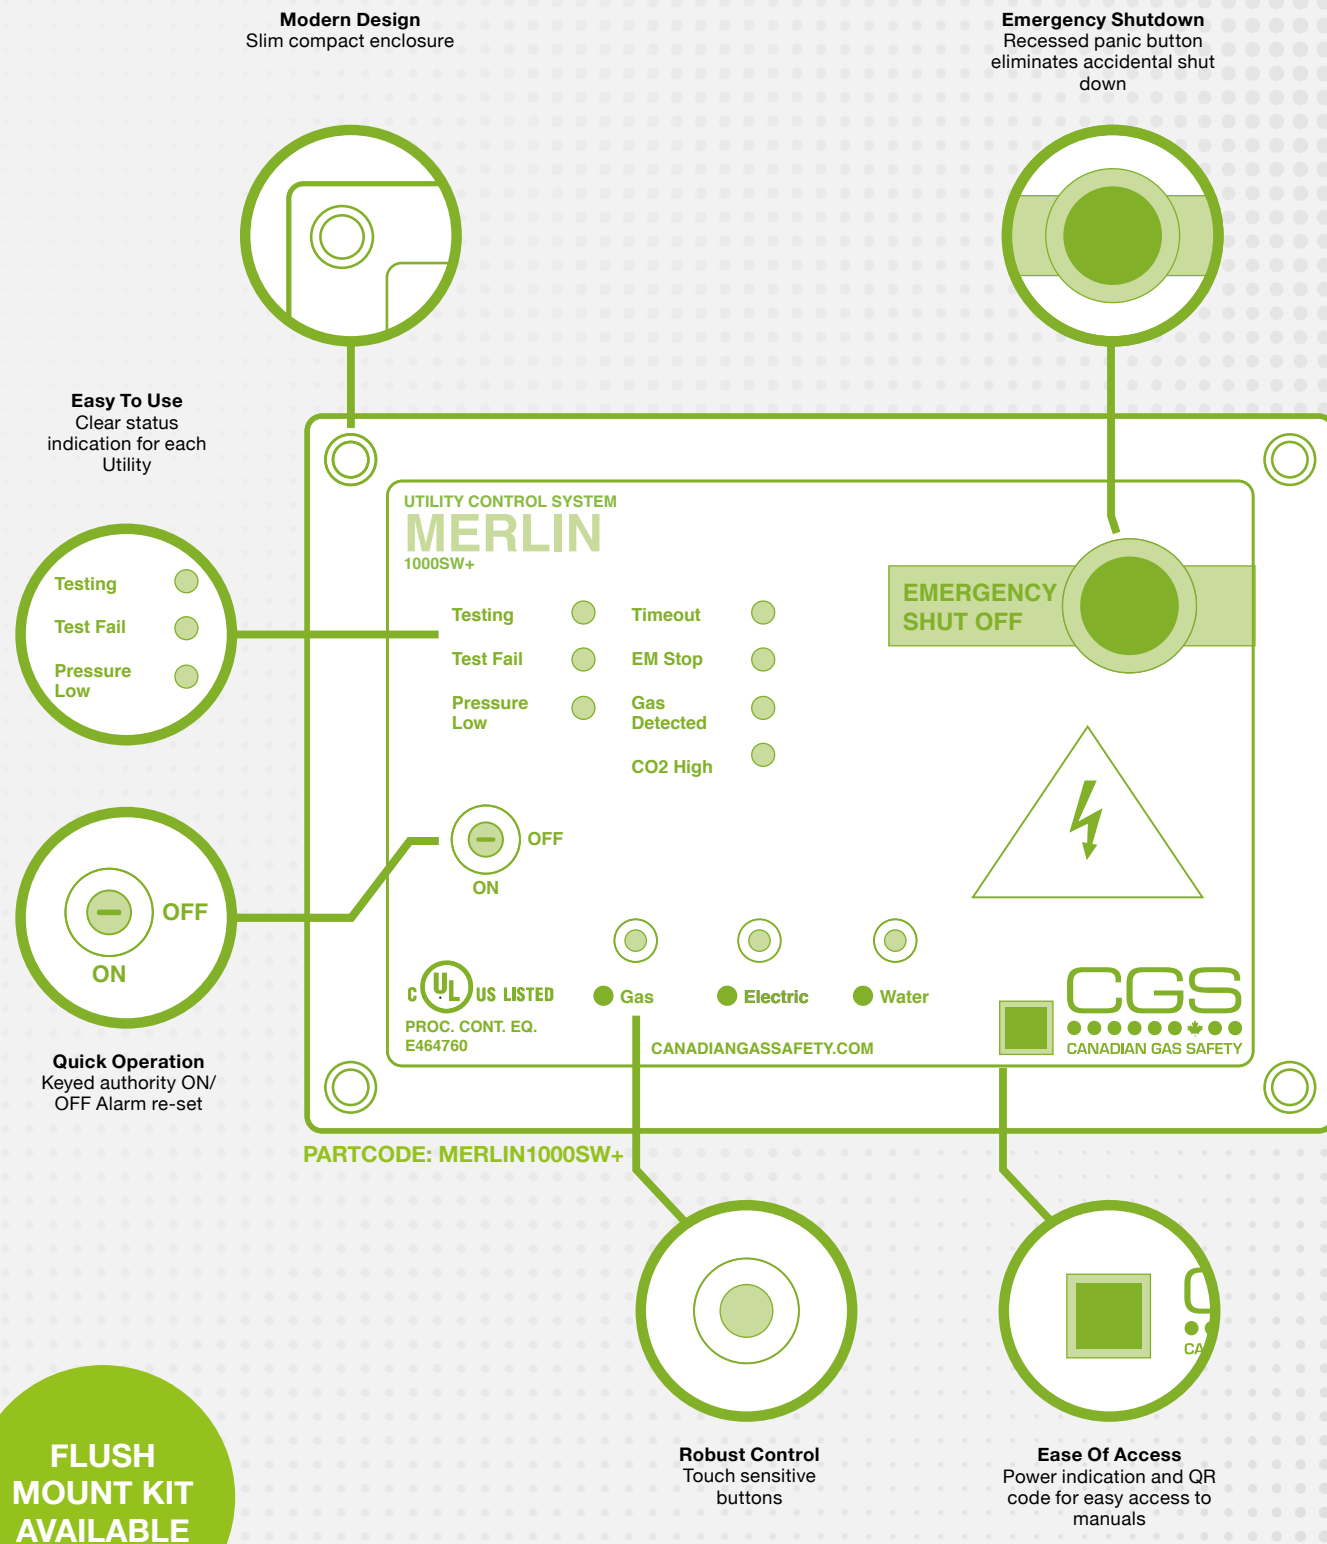 Modern Design
Slim compact enclosure
Emergency Shutdown
Recessed panic button
eliminates accidental shut
down
Easy To Use
Clear status
indication for each
Utility
Testing
Test Fail
Pressure
Low
OFF
ON
Quick Operation
Keyed authority ON/
OFF Alarm re-set
UTILITY CONTROL SYSTEM
MERLIN
1000SW+
Testing
Test Fail
Pressure
Low
Timeout
EM Stop
Gas
Detected
CO2 High
EMERGENCY
SHUT OFF
OFF
ON
C UL US LISTED
PROC. CONT. EQ.
E464760
Gas
Electric
Water
CANADIANGASSAFETY.COM
CGS
CANADIAN GAS SAFETY
PARTCODE: MERLIN1000SW+
C
CA
Robust Control
Touch sensitive
buttons
Ease Of Access
Power indication and QR
code for easy access to
manuals
FLUSH
MOUNT KIT
AVAILABLE